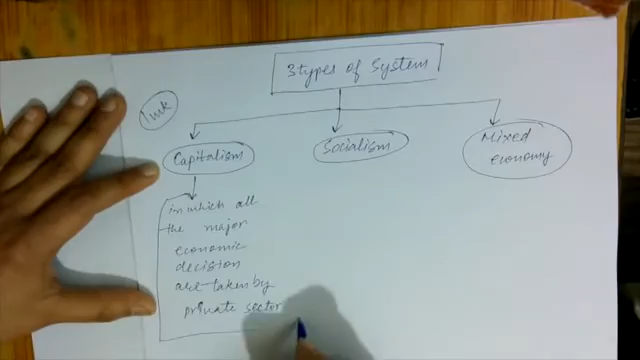 3types of System
1mk
Capitalism
Socialism
Mixed
economy
in which all
the major
economic
decision
are taken by
private sector